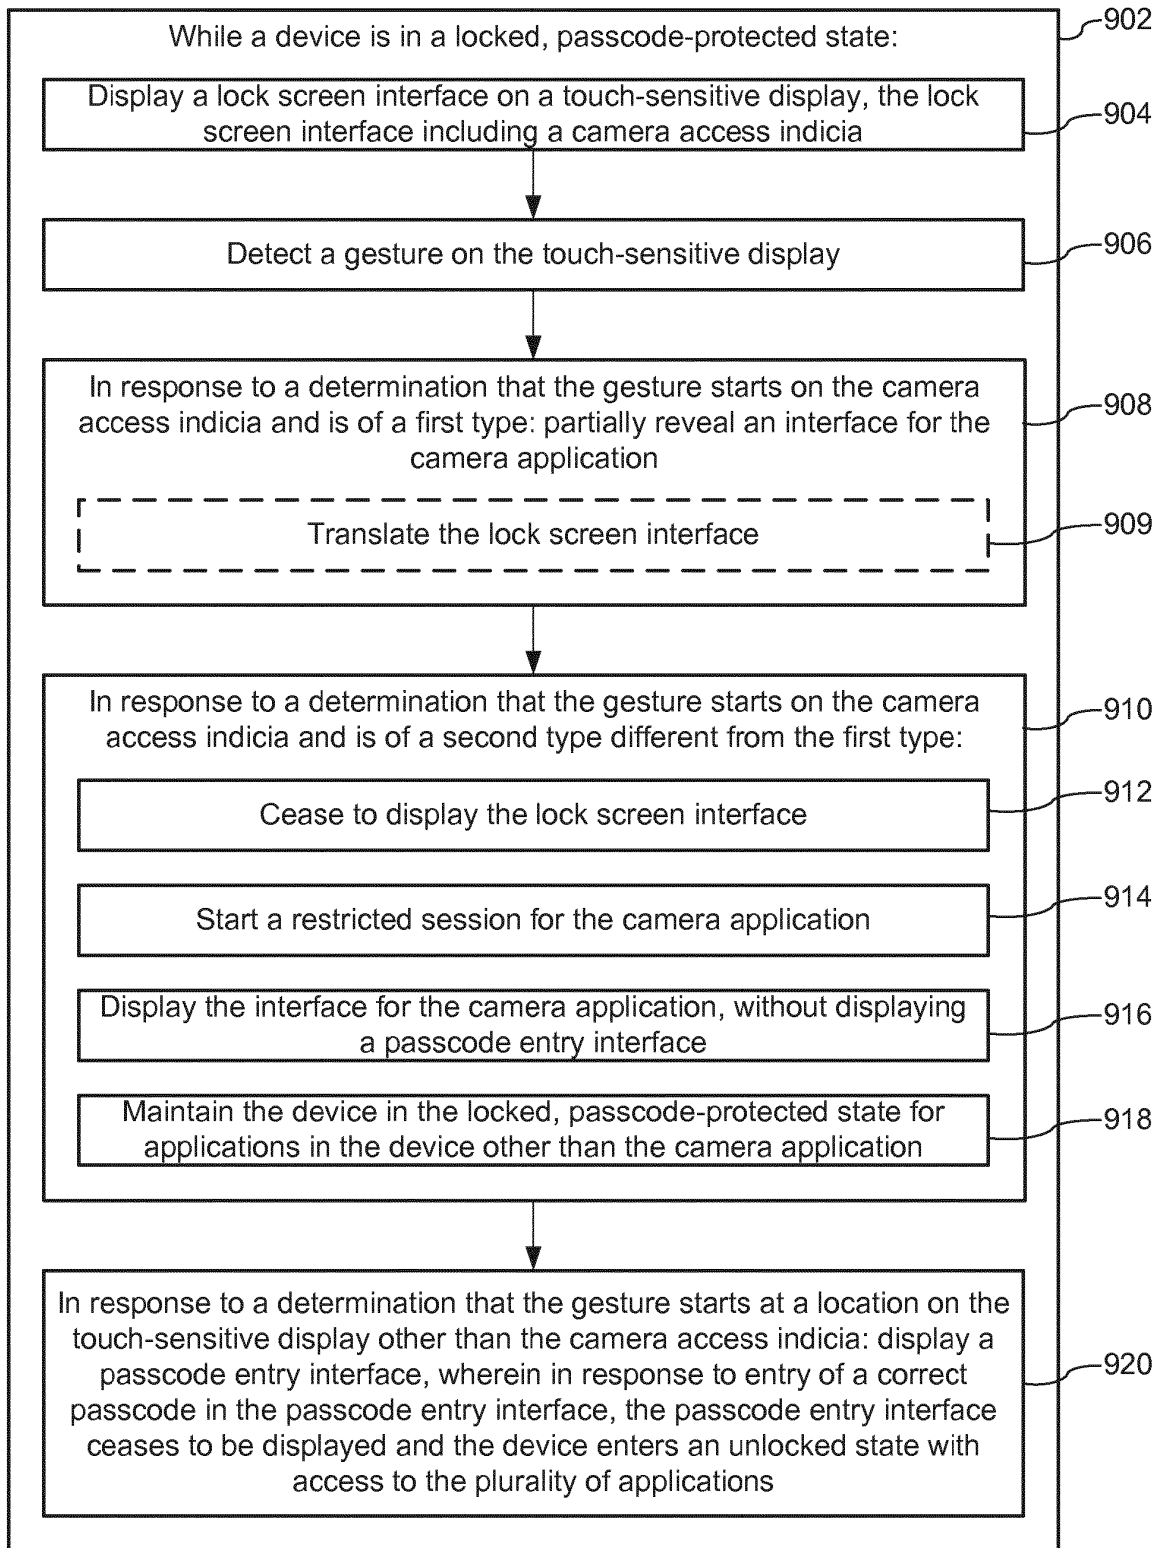 While a device is in a locked, passcode-protected state:
902
Display a lock screen interface on a touch-sensitive display, the lock
screen interface including a camera access indicia
904
Detect a gesture on the touch-sensitive display
906
In response to a determination that the gesture starts on the camera
access indicia and is of a first type: partially reveal an interface for the
camera application
908
Translate the lock screen interface
909
In response to a determination that the gesture starts on the camera
access indicia and is of a second type different from the first type:
910
Cease to display the lock screen interface
912
Start a restricted session for the camera application
914
Display the interface for the camera application, without displaying
a passcode entry interface
916
Maintain the device in the locked, passcode-protected state for
applications in the device other than the camera application
918
In response to a determination that the gesture starts at a location on the
touch-sensitive display other than the camera access indicia: display a
passcode entry interface, wherein in response to entry of a correct
passcode in the passcode entry interface, the passcode entry interface
ceases to be displayed and the device enters an unlocked state with
access to the plurality of applications
920